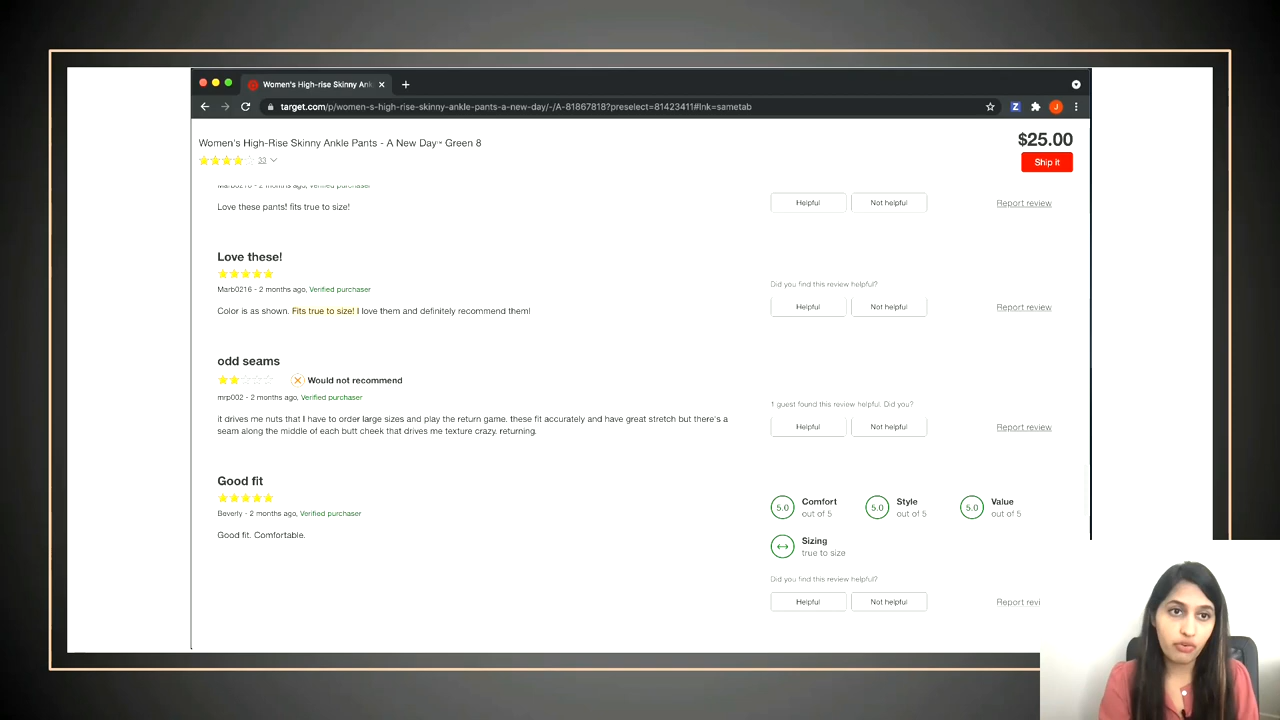 Women's High-rise Skinny Ank
target.com/p/women-s-high-rise-skinny-ankle-pants-a-new-day/-/A-81867818?preselect=81423411#lnk=sametab
Z
J
Women's High-Rise Skinny Ankle Pants - A New Day™ Green 8
$25.00
33
Ship it
Marb0216 - 2 months ago, Verified purchaser
Love these pants! fits true to size!
Helpful
Not helpful
Report review
Love these!
Marb0216 - 2 months ago, Verified purchaser
Did you find this review helpful?
Color is as shown. Fits true to size! I love them and definitely recommend them!
Helpful
Not helpful
Report review
odd seams
Would not recommend
mrp002 - 2 months ago, Verified purchaser
1 guest found this review helpful. Did you?
it drives me nuts that I have to order large sizes and play the return game. these fit accurately and have great stretch but there's a
seam along the middle of each butt cheek that drives me texture crazy. returning.
Helpful
Not helpful
Report review
Good fit
Beverly - 2 months ago, Verified purchaser
Good fit. Comfortable.
5.0
Comfort
out of 5
5.0
Style
out of 5
5.0
Value
out of 5
Sizing
true to size
Did you find this review helpful?
Helpful
Not helpful
Report revi